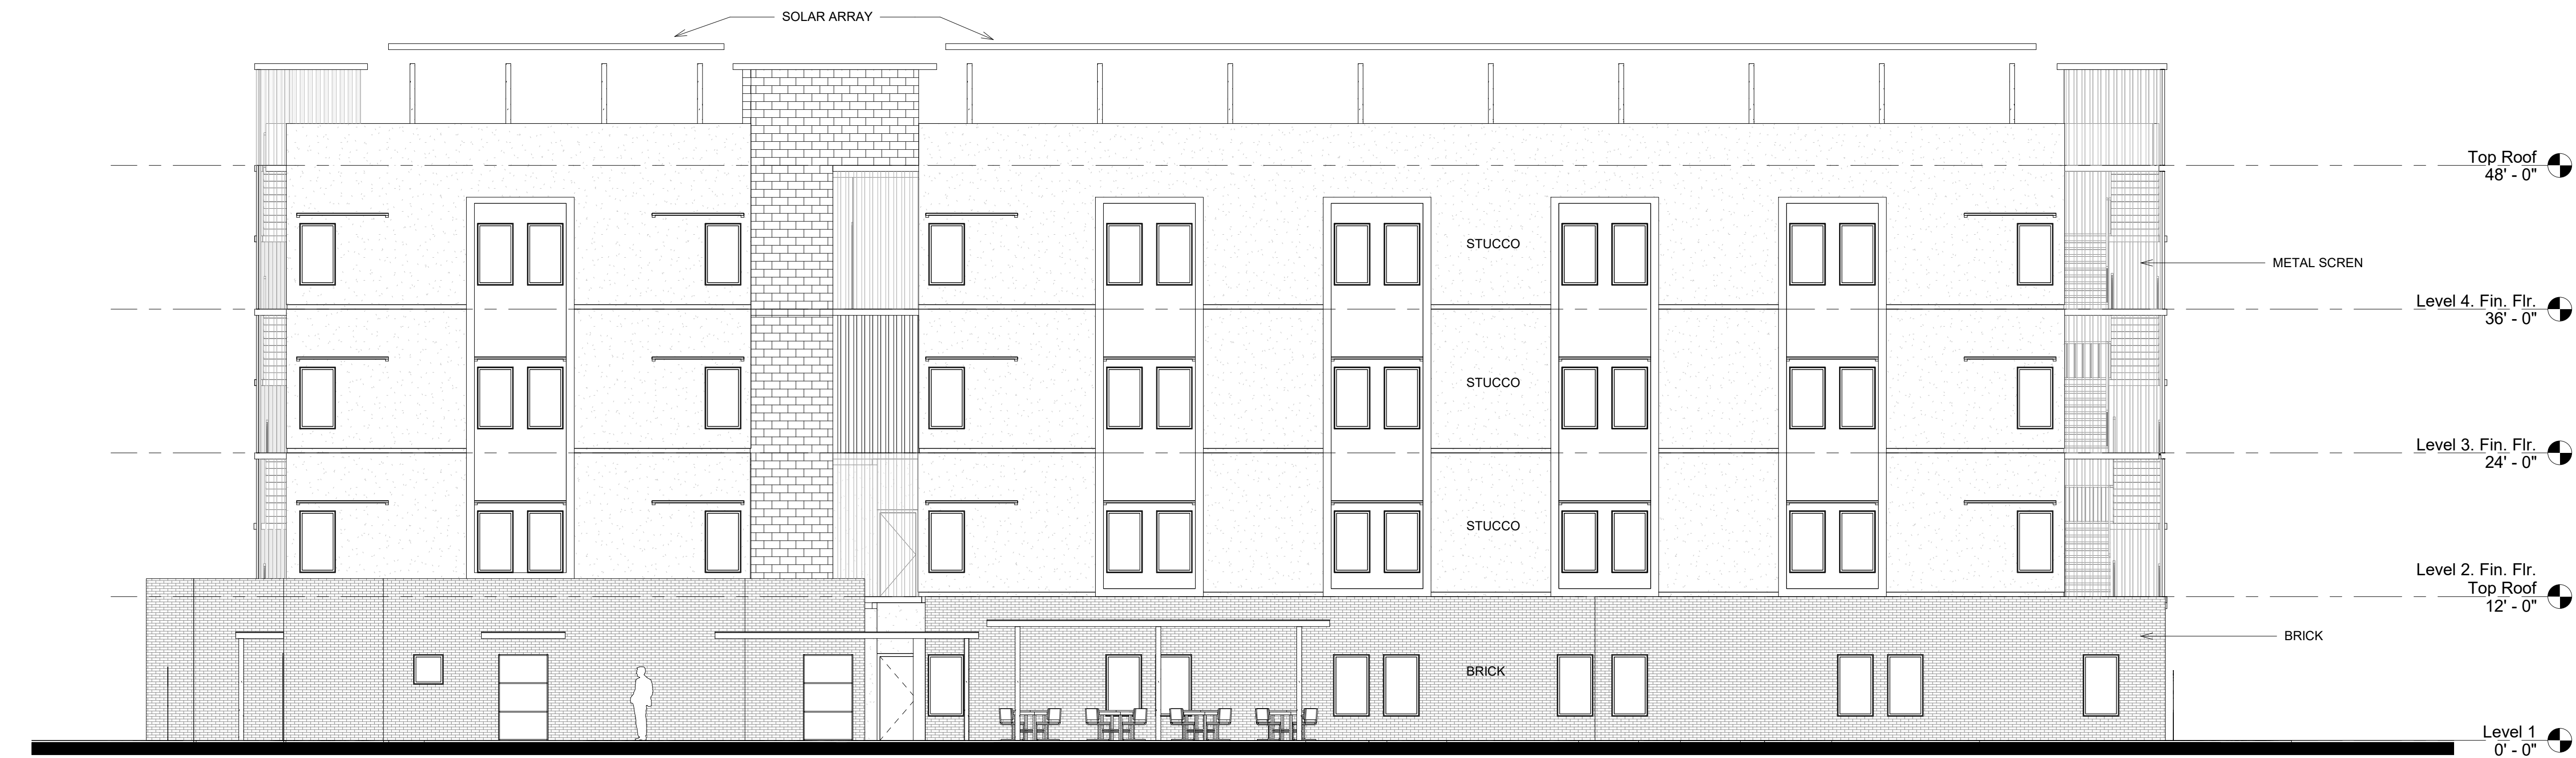 SOLAR ARRAY
Top Roof
48' - 0"
STUCCO
METAL SCREN
Level 4. Fin. Flr.
36' - 0"
STUCCO
Level 3. Fin. Flr.
24' - 0"
STUCCO
Level 2. Fin. Flr.
Top Roof
12' - 0"
BRICK
BRICK
Level 1
0' - 0"